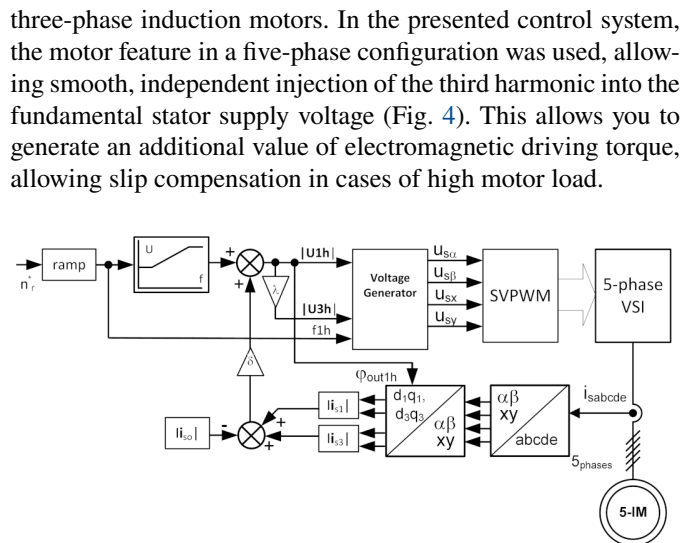 three-phase induction motors. In the presented control system,
the motor feature in a five-phase configuration was used, allow-
ing smooth, independent injection of the third harmonic into the
fundamental stator supply voltage (Fig. 4). This allows you to
generate an additional value of electromagnetic driving torque,
allowing slip compensation in cases of high motor load.
n*r
ramp
U
f
+
+
λ
|U1h|
|U3h|
f1h
Voltage
Generator
usα
usβ
usx
usy
SVPWM
5-phase
VSI
δ
φout1h
|iso|
-
+
+
|is1|
|is3|
d1q1,
d3q3
αβ
xy
αβ
xy
abcde
isabcde
5phases
5-IM